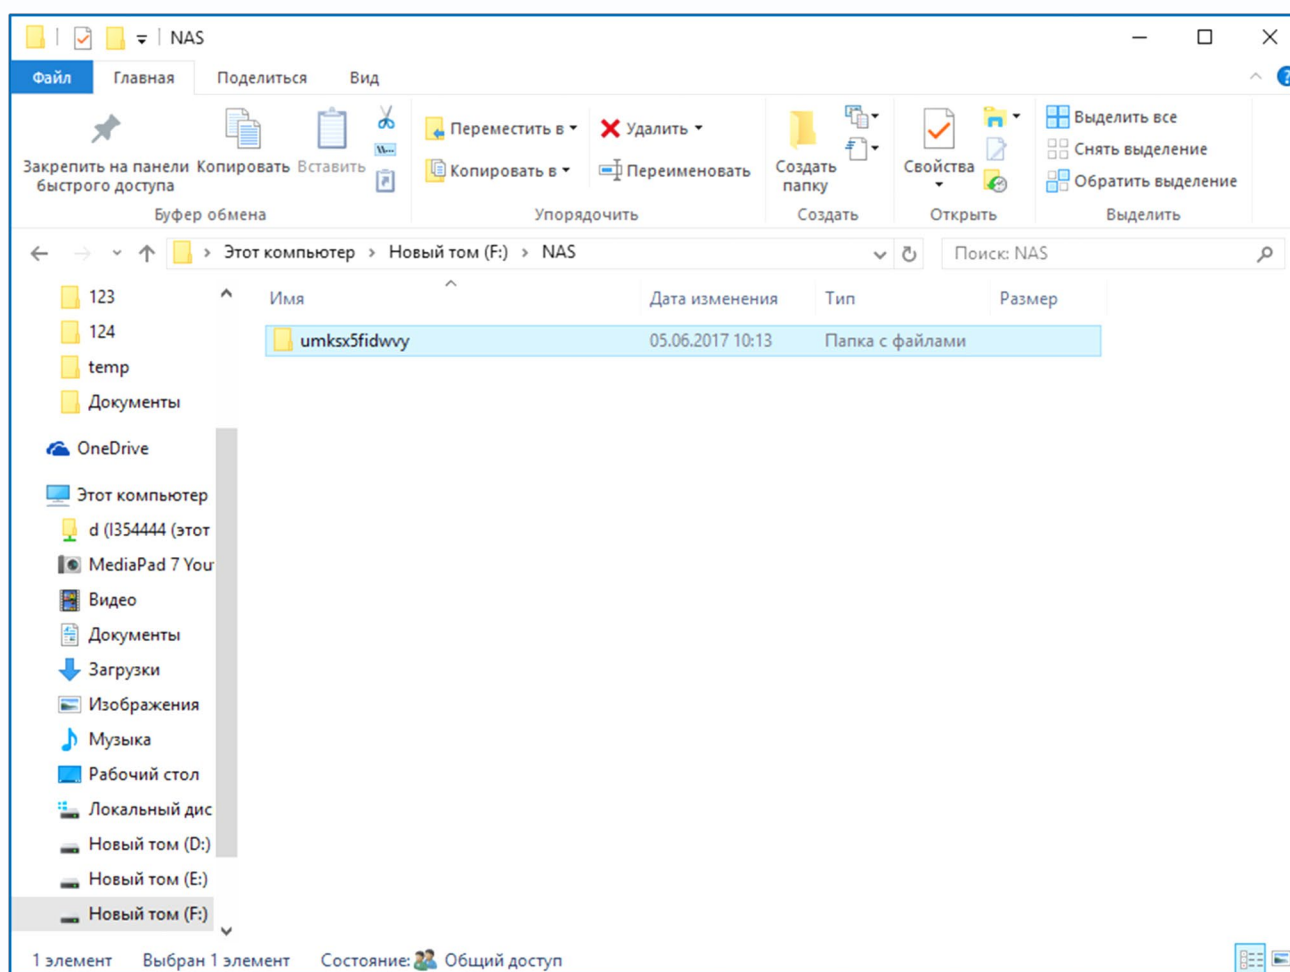 NAS
Файл Главная Поделиться Вид
Закрепить на панели быстрого доступа
Копировать
Вставить
Переместить в
Копировать в
Удалить
Переименовать
Создать папку
Свойства
Выделить все
Снять выделение
Обратить выделение
Буфер обмена Упорядочить Создать Открыть Выделить
Этот компьютер > Новый том (F:) > NAS
Поиск: NAS
123
124
temp
Документы
OneDrive
Этот компьютер
d (I354444 (этот
MediaPad 7 You
Видео
Документы
Загрузки
Изображения
Музыка
Рабочий стол
Локальный дис
Новый том (D:)
Новый том (E:)
Новый том (F:)
Имя Дата изменения Тип Размер
umksx5fidwvy 05.06.2017 10:13 Папка с файлами
1 элемент Выбран 1 элемент Состояние: Общий доступ